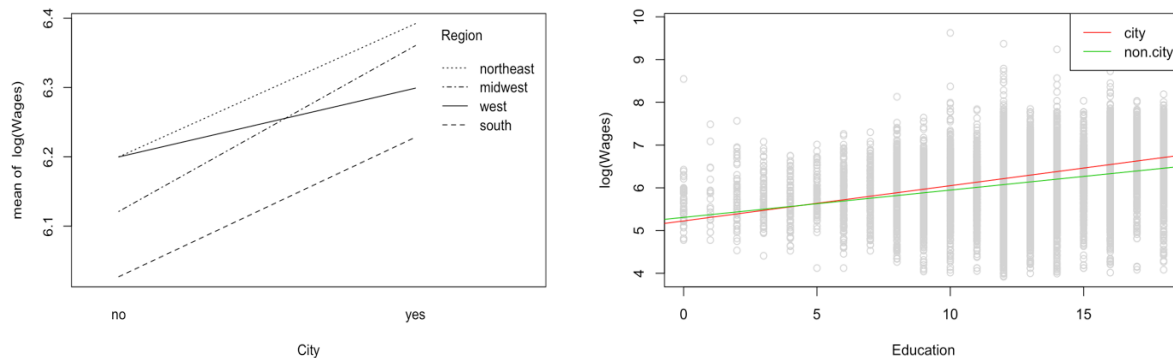 mean of log(Wages)
6.4
6.3
6.2
6.1
Region
northeast
midwest
west
south
no
yes
City
log(Wages)
10
9
8
7
6
5
4
city
non.city
0
5
10
15
Education